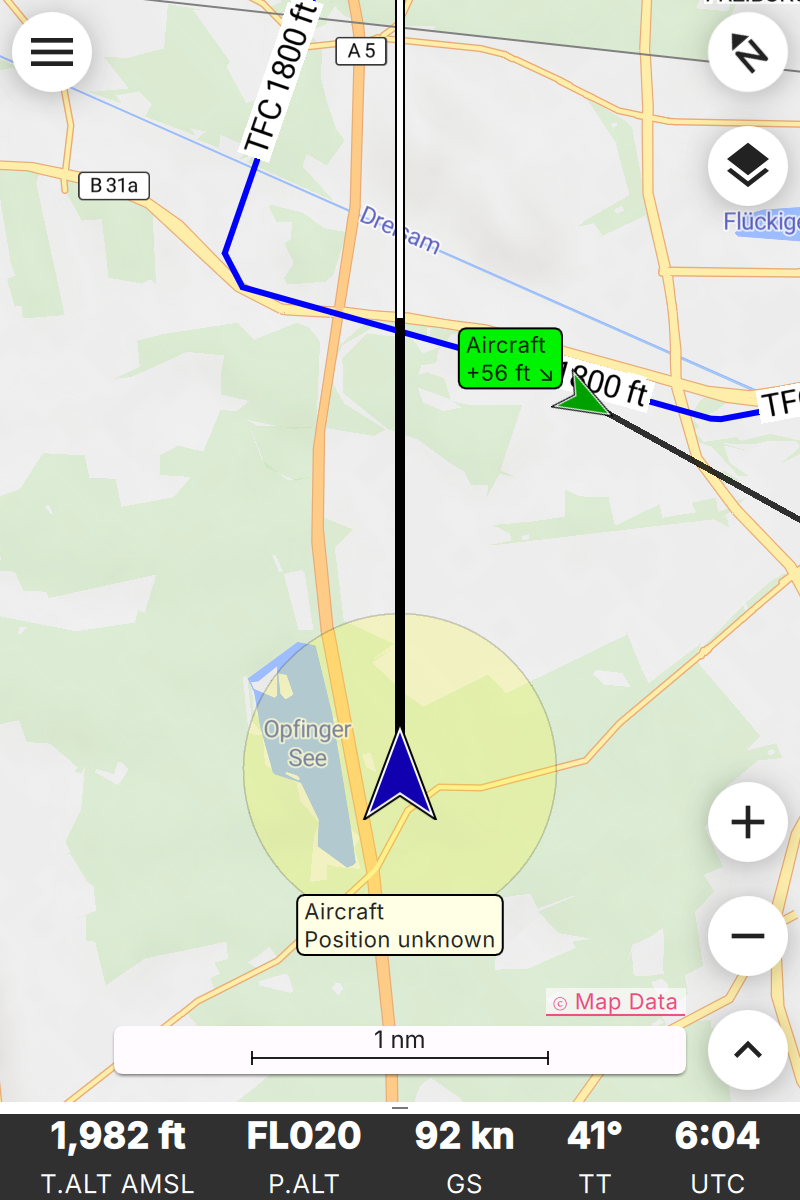 TFC 1800 ft
A 5
B 31a
Dreisam
Flückige
Aircraft
+56 ft ↘
1800 ft
TFC
Opfinger
See
Aircraft
Position unknown
© Map Data
1 nm
1,982 ft FL020 92 kn 41° 6:04
T.ALT AMSL P.ALT GS TT UTC